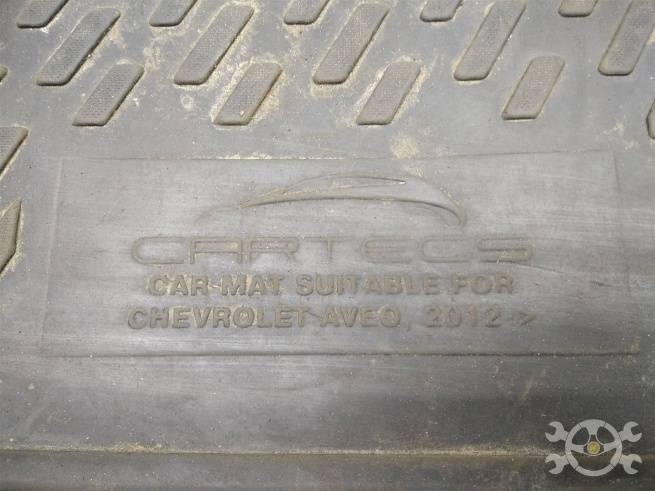 CARTECS
CAR-MAT SUITABLE FOR
CHEVROLET AVEO, 2012 >